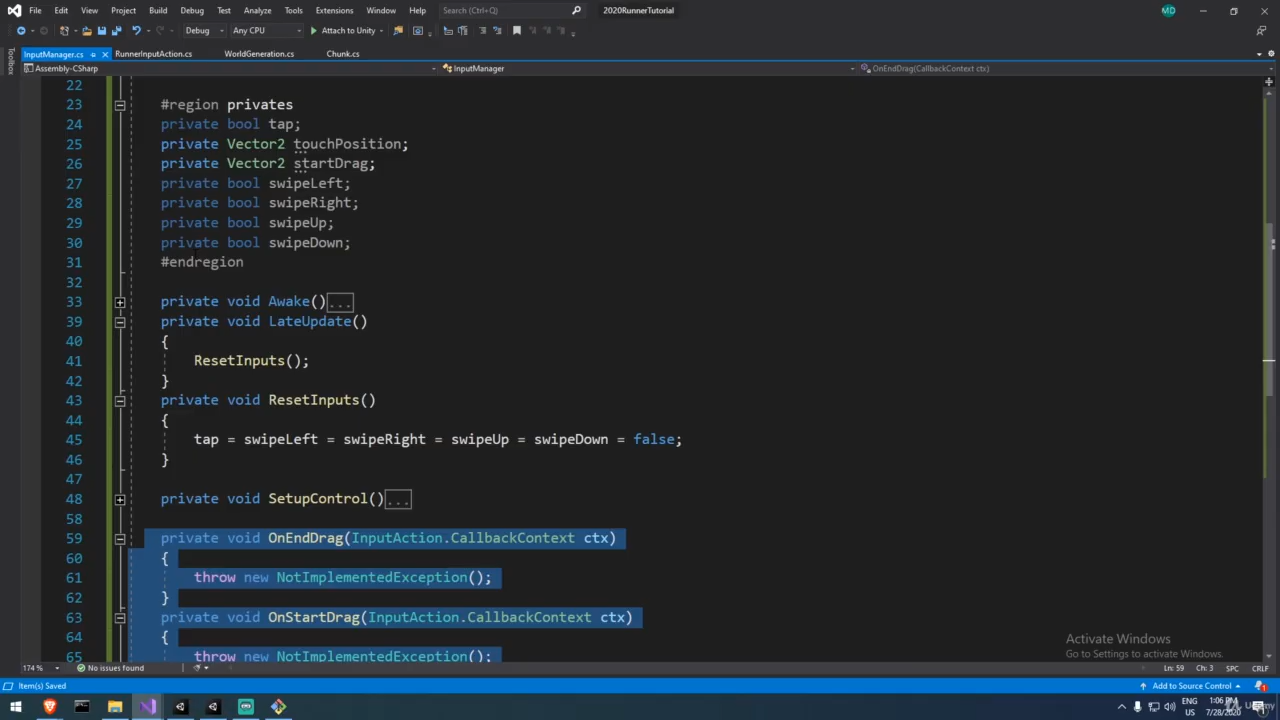 File Edit View Project Build Debug Test Analyze Tools Extensions Window Help Search (Ctrl+Q) 2020RunnerTutorial MD
Debug Any CPU Attach to Unity
InputManager.cs RunnerInputAction.cs WorldGeneration.cs Chunk.cs
Toolbox
Assembly-CSharp InputManager OnEndDrag(CallbackContext ctx)
22
23 #region privates
24 private bool tap;
25 private Vector2 touchPosition;
26 private Vector2 startDrag;
27 private bool swipeLeft;
28 private bool swipeRight;
29 private bool swipeUp;
30 private bool swipeDown;
31 #endregion
32
33 private void Awake()...
39 private void LateUpdate()
40 {
41 ResetInputs();
42 }
43 private void ResetInputs()
44 {
45 tap = swipeLeft = swipeRight = swipeUp = swipeDown = false;
46 }
47
48 private void SetupControl()...
58
59 private void OnEndDrag(InputAction.CallbackContext ctx)
60 {
61 throw new NotImplementedException();
62 }
63 private void OnStartDrag(InputAction.CallbackContext ctx)
64 {
65 throw new NotImplementedException();
Activate Windows
Go to Settings to activate Windows.
174 % No issues found Ln: 59 Ch: 3 SPC CRLF
Item(s) Saved Add to Source Control 1
ENG
US
1:06 PM
7/28/2020
Udemy